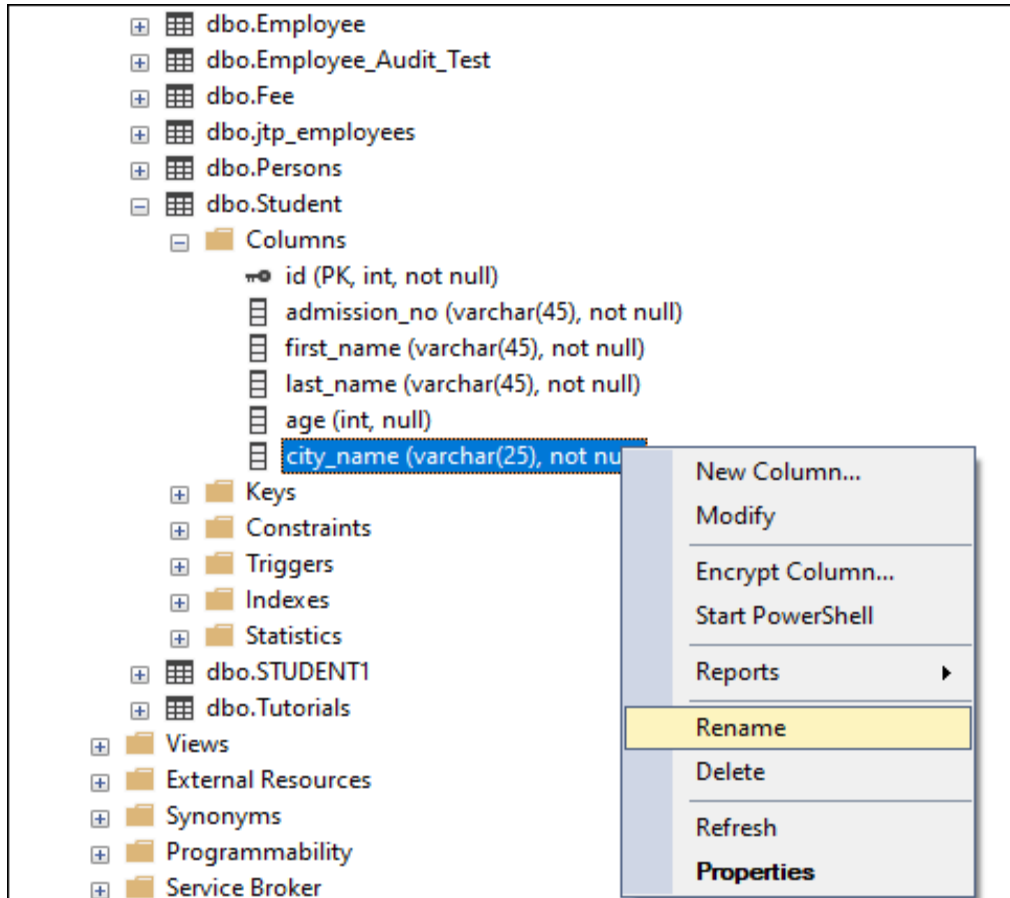 dbo.Employee
dbo.Employee_Audit_Test
dbo.Fee
dbo.jtp_employees
dbo.Persons
dbo.Student
Columns
id (PK, int, not null)
admission_no (varchar(45), not null)
first_name (varchar(45), not null)
last_name (varchar(45), not null)
age (int, null)
city_name (varchar(25), not nu
Keys
Constraints
Triggers
Indexes
Statistics
dbo.STUDENT1
dbo.Tutorials
Views
External Resources
Synonyms
Programmability
Service Broker
New Column...
Modify
Encrypt Column...
Start PowerShell
Reports
Rename
Delete
Refresh
Properties